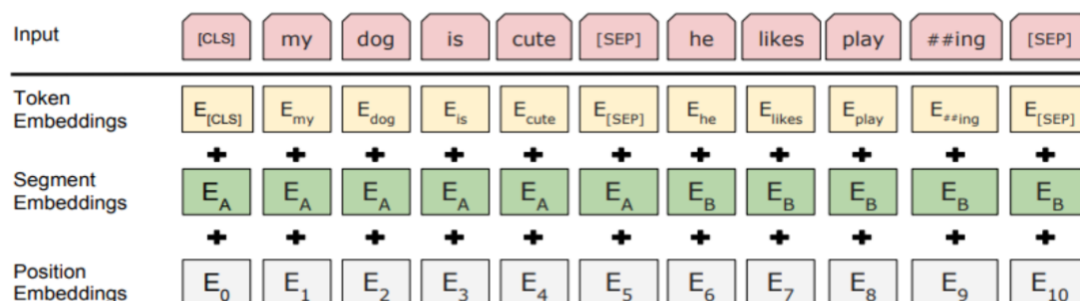 Input [CLS] my dog is cute [SEP] he likes play ##ing [SEP]
Token Embeddings E[CLS] Emy Edog Eis Ecute E[SEP] Ehe Elikes Eplay E##ing E[SEP]
+ + + + + + + + + + +
Segment Embeddings EA EA EA EA EA EA EB EB EB EB EB
+ + + + + + + + + + +
Position Embeddings E0 E1 E2 E3 E4 E5 E6 E7 E8 E9 E10